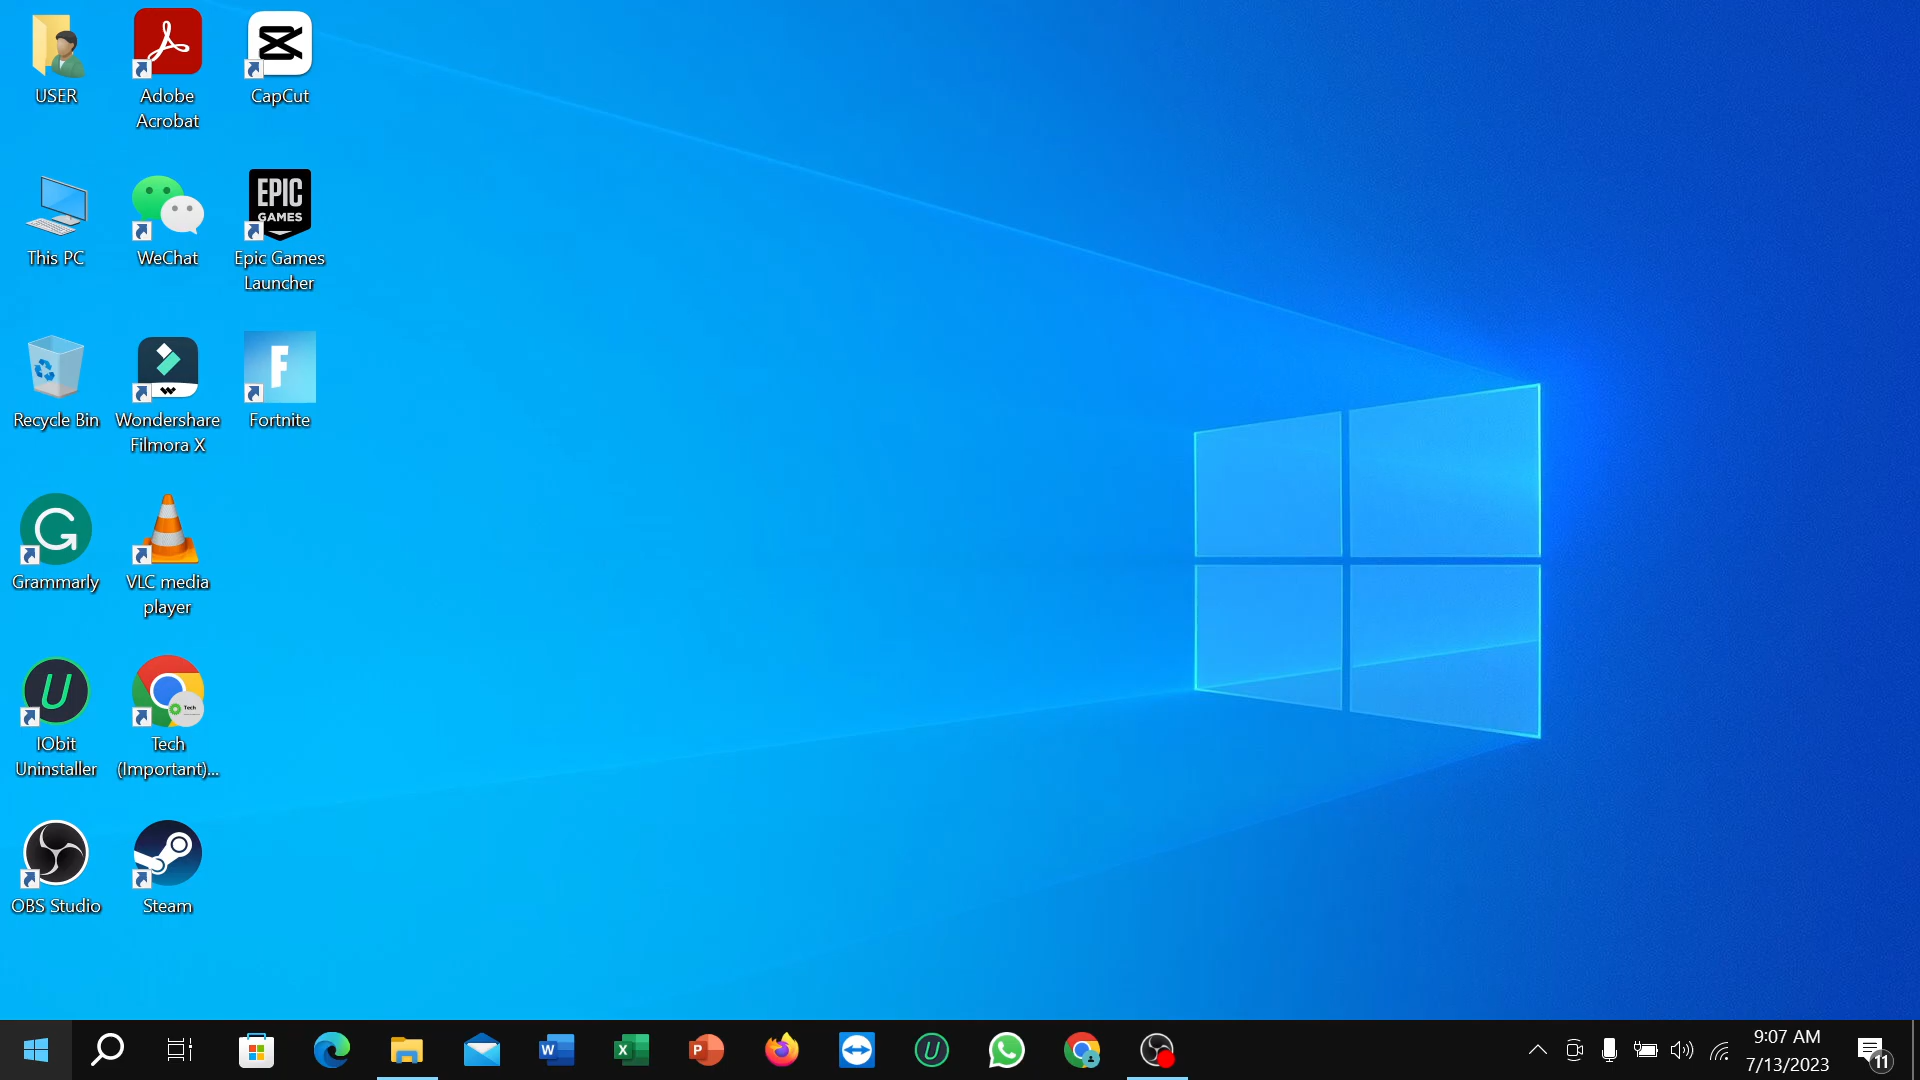 USER
Adobe
Acrobat
CapCut
This PC
WeChat
EPIC
GAMES
Epic Games
Launcher
Recycle Bin
Wondershare
Filmora X
F
Fortnite
G
Grammarly
VLC media
player
U
IObit
Uninstaller
Tech
Tech
(Important)...
OBS Studio
Steam
W
X
P
U
9:07 AM
7/13/2023
11